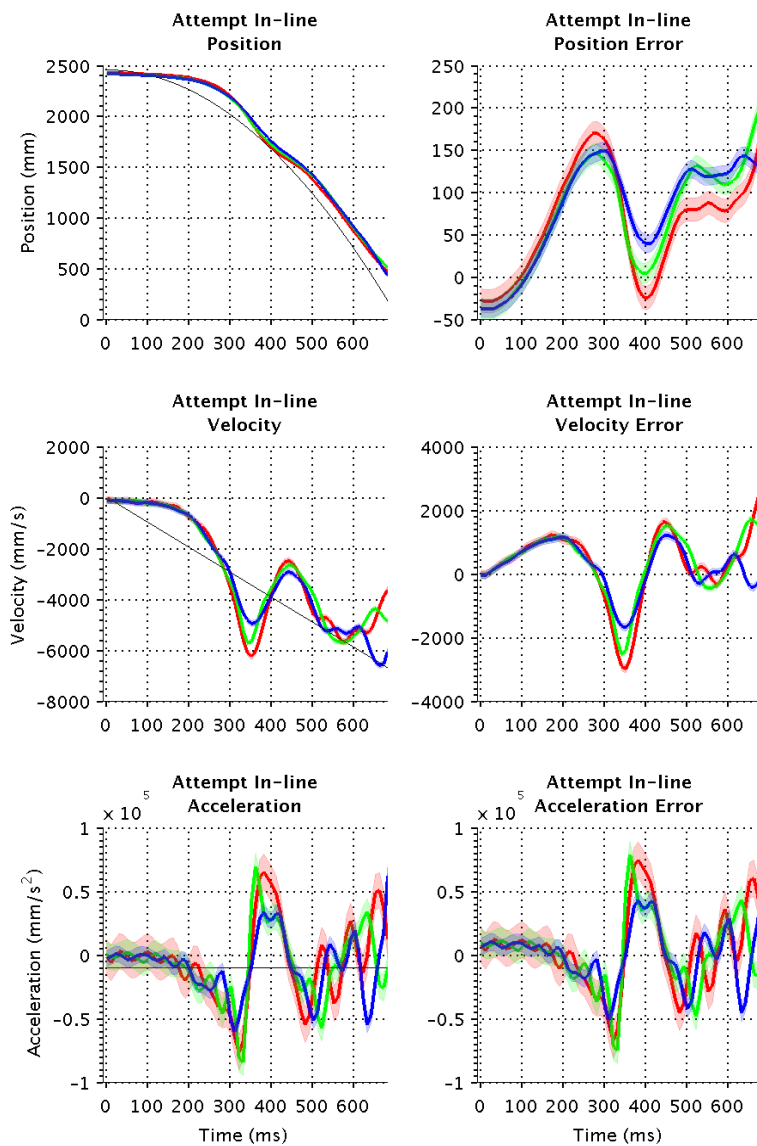 Attempt In-line
Position
Attempt In-line
Position Error
2500
2000
1500
1000
500
0
Position (mm)
0 100 200 300 400 500 600
250
200
150
100
50
0
−50
0 100 200 300 400 500 600
Attempt In-line
Velocity
Attempt In-line
Velocity Error
2000
0
−2000
−4000
−6000
−8000
Velocity (mm/s)
0 100 200 300 400 500 600
4000
2000
0
−2000
−4000
0 100 200 300 400 500 600
Attempt In-line
Acceleration
Attempt In-line
Acceleration Error
× 10⁵
1
0.5
0
−0.5
−1
Acceleration (mm/s²)
0 100 200 300 400 500 600
Time (ms)
× 10⁵
1
0.5
0
−0.5
−1
0 100 200 300 400 500 600
Time (ms)